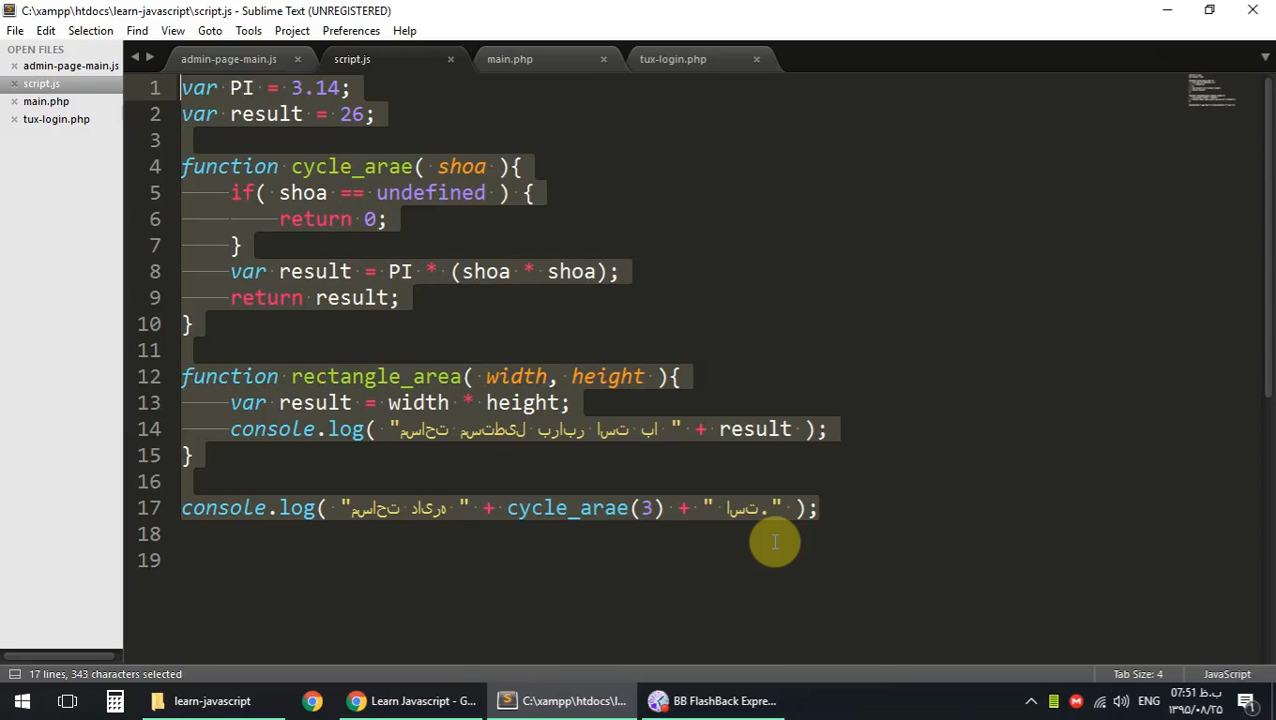 C:\xampp\htdocs\learn-javascript\script.js - Sublime Text (UNREGISTERED)
File Edit Selection Find View Goto Tools Project Preferences Help
OPEN FILES
admin-page-main.js
script.js
main.php
tux-login.php
admin-page-main.js script.js main.php tux-login.php
1 var PI = 3.14;
2 var result = 26;
3
4 function cycle_arae( shoa ){
5 if( shoa == undefined ) {
6 return 0;
7 }
8 var result = PI * (shoa * shoa);
9 return result;
10 }
11
12 function rectangle_area( width, height ){
13 var result = width * height;
14 console.log( "مساحت مستطیل برابر است با " + result );
15 }
16
17 console.log( "مساحت دایره " + cycle_arae(3) + " است." );
18
19
17 lines, 343 characters selected
Tab Size: 4 JavaScript
learn-javascript
Learn Javascript - G...
C:\xampp\htdocs\l...
BB FlashBack Expre...
ENG
07:51 ب.ظ
۱۳۹۵/۰۸/۲۵